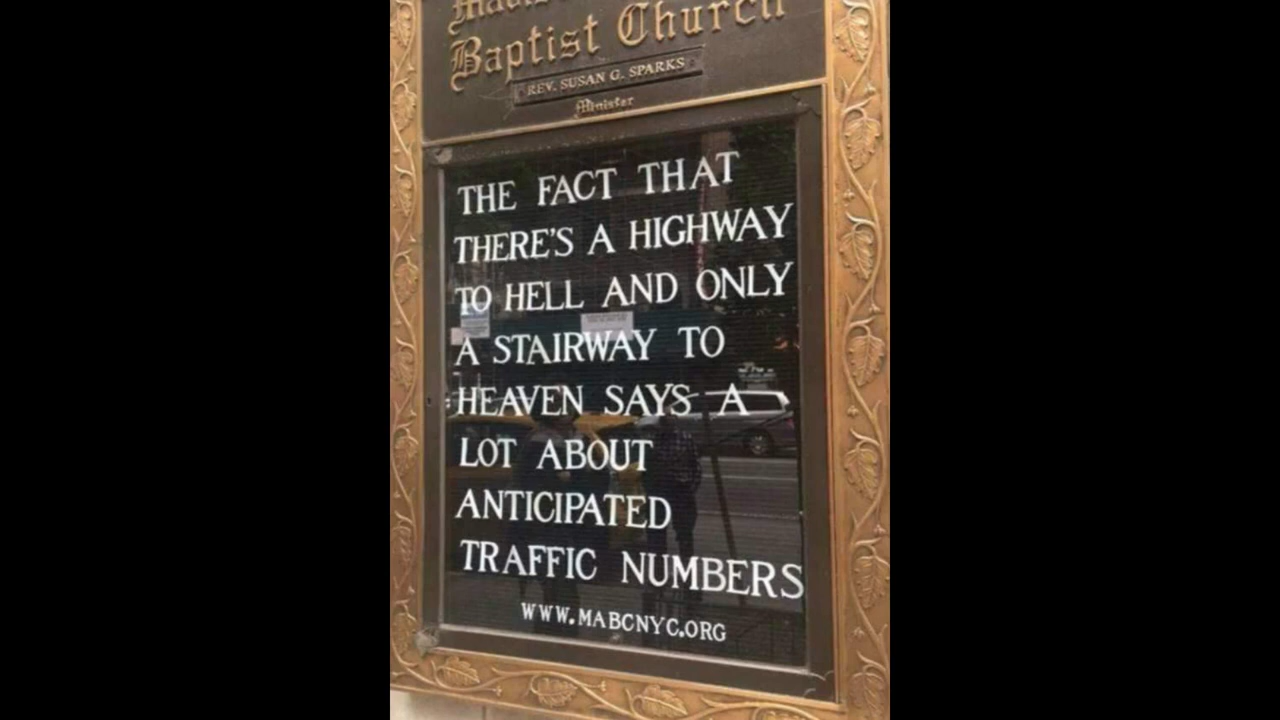 Baptist Church
REV. SUSAN G. SPARKS
Minister
THE FACT THAT
THERE'S A HIGHWAY
TO HELL AND ONLY
A STAIRWAY TO
HEAVEN SAYS A
LOT ABOUT
ANTICIPATED
TRAFFIC NUMBERS
WWW.MABCNYC.ORG